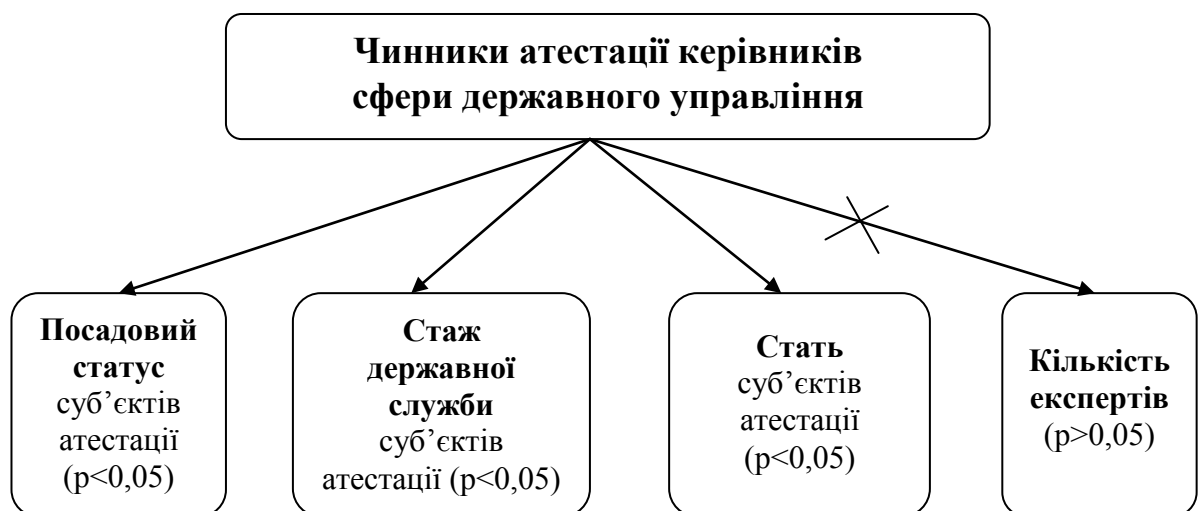 Чинники атестації керівників
сфери державного управління
Посадовий
статус
суб’єктів
атестації
(р<0,05)
Стаж
державної
служби
суб’єктів
атестації (р<0,05)
Стать
суб’єктів
атестації
(р<0,05)
Кількість
експертів
(р>0,05)